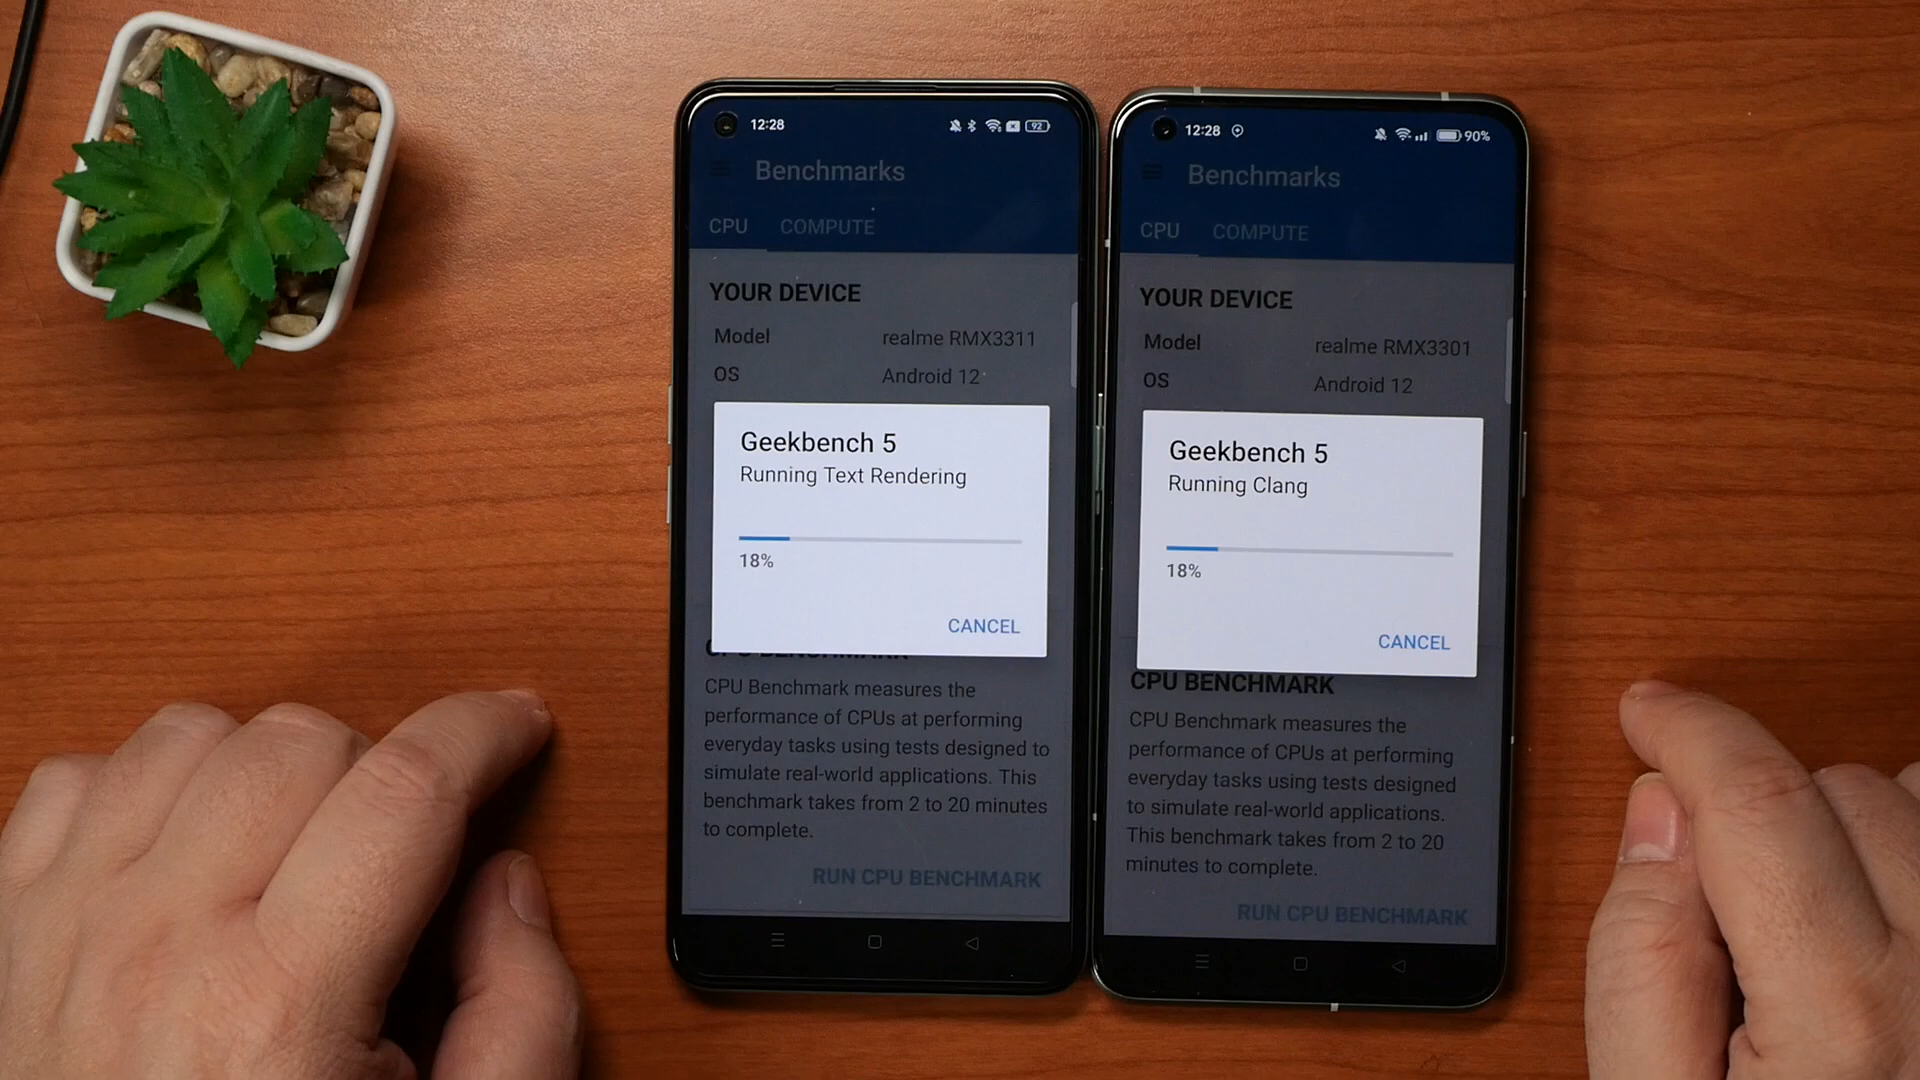 12:28
92
Benchmarks
CPU COMPUTE
YOUR DEVICE
Model realme RMX3311
OS Android 12
Geekbench 5
Running Text Rendering
18%
CANCEL
CPU BENCHMARK
CPU Benchmark measures the
performance of CPUs at performing
everyday tasks using tests designed to
simulate real-world applications. This
benchmark takes from 2 to 20 minutes
to complete.
RUN CPU BENCHMARK
12:28
90%
Benchmarks
CPU COMPUTE
YOUR DEVICE
Model realme RMX3301
OS Android 12
Geekbench 5
Running Clang
18%
CANCEL
CPU BENCHMARK
CPU Benchmark measures the
performance of CPUs at performing
everyday tasks using tests designed
to simulate real-world applications.
This benchmark takes from 2 to 20
minutes to complete.
RUN CPU BENCHMARK